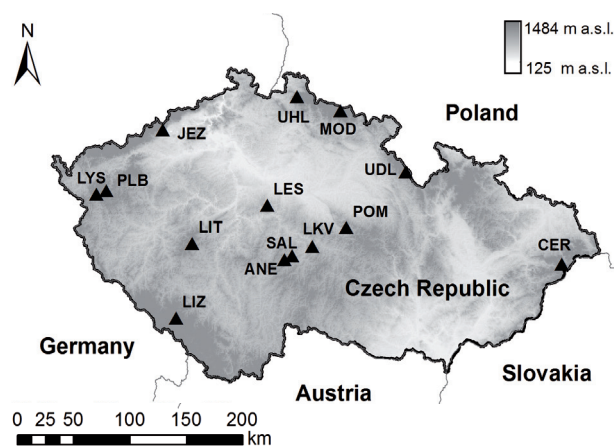 N
1484 m a.s.l.
125 m a.s.l.
Poland
UHL
MOD
JEZ
UDL
LYS
PLB
LES
LIT
POM
LKV
SAL
ANE
CER
Czech Republic
LIZ
Germany
Slovakia
Austria
0 25 50 100 150 200
km